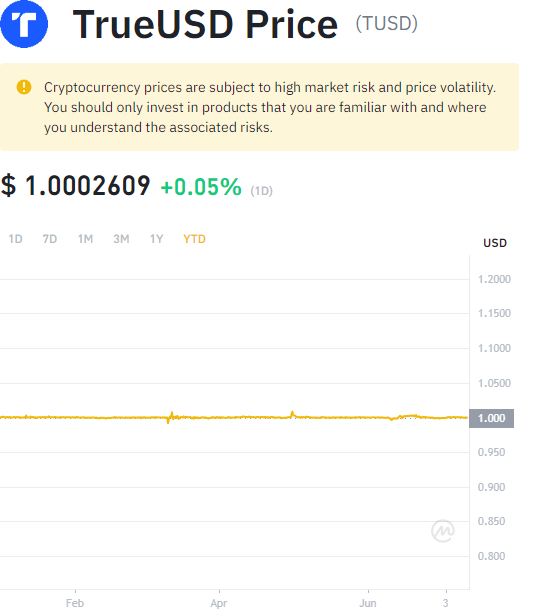 TrueUSD Price (TUSD)
Cryptocurrency prices are subject to high market risk and price volatility.
You should only invest in products that you are familiar with and where
you understand the associated risks.
$ 1.0002609 +0.05% (1D)
1D 7D 1M 3M 1Y YTD
USD
1.2000
1.1500
1.1000
1.0500
1.000
0.950
0.900
0.850
0.800
Feb Apr Jun 3